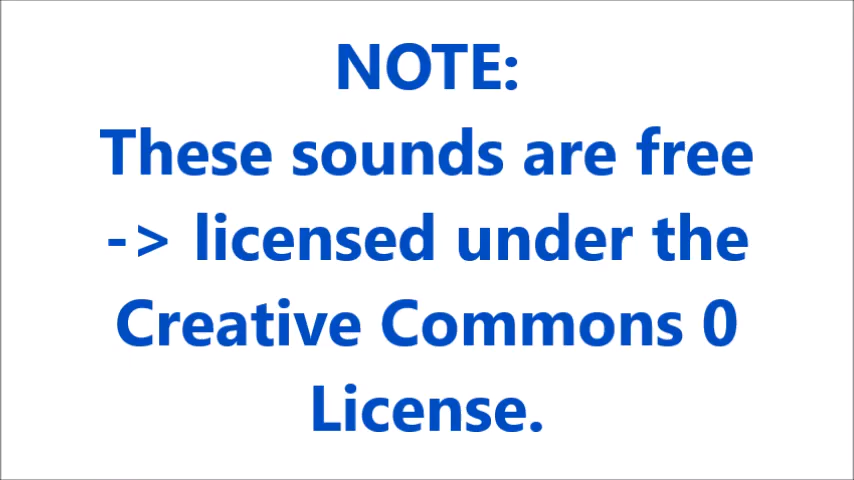 NOTE:
These sounds are free
-> licensed under the
Creative Commons 0
License.